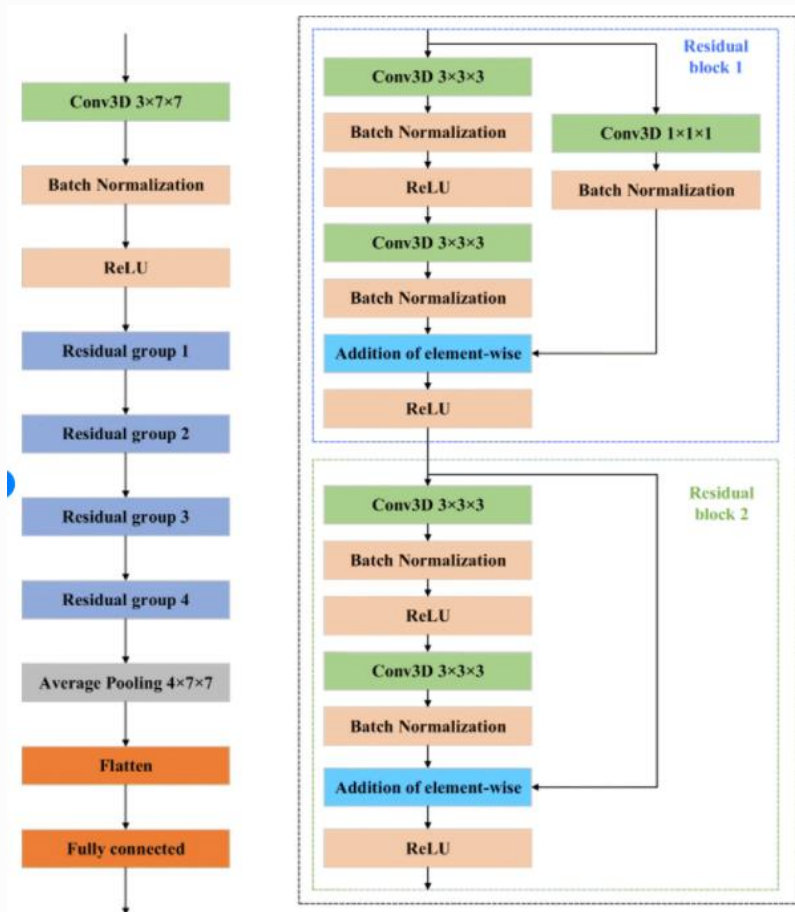 Conv3D 3×7×7
Batch Normalization
ReLU
Residual group 1
Residual group 2
Residual group 3
Residual group 4
Average Pooling 4×7×7
Flatten
Fully connected
Residual
block 1
Conv3D 3×3×3
Batch Normalization
ReLU
Conv3D 3×3×3
Batch Normalization
Conv3D 1×1×1
Batch Normalization
Addition of element-wise
ReLU
Residual
block 2
Conv3D 3×3×3
Batch Normalization
ReLU
Conv3D 3×3×3
Batch Normalization
Addition of element-wise
ReLU